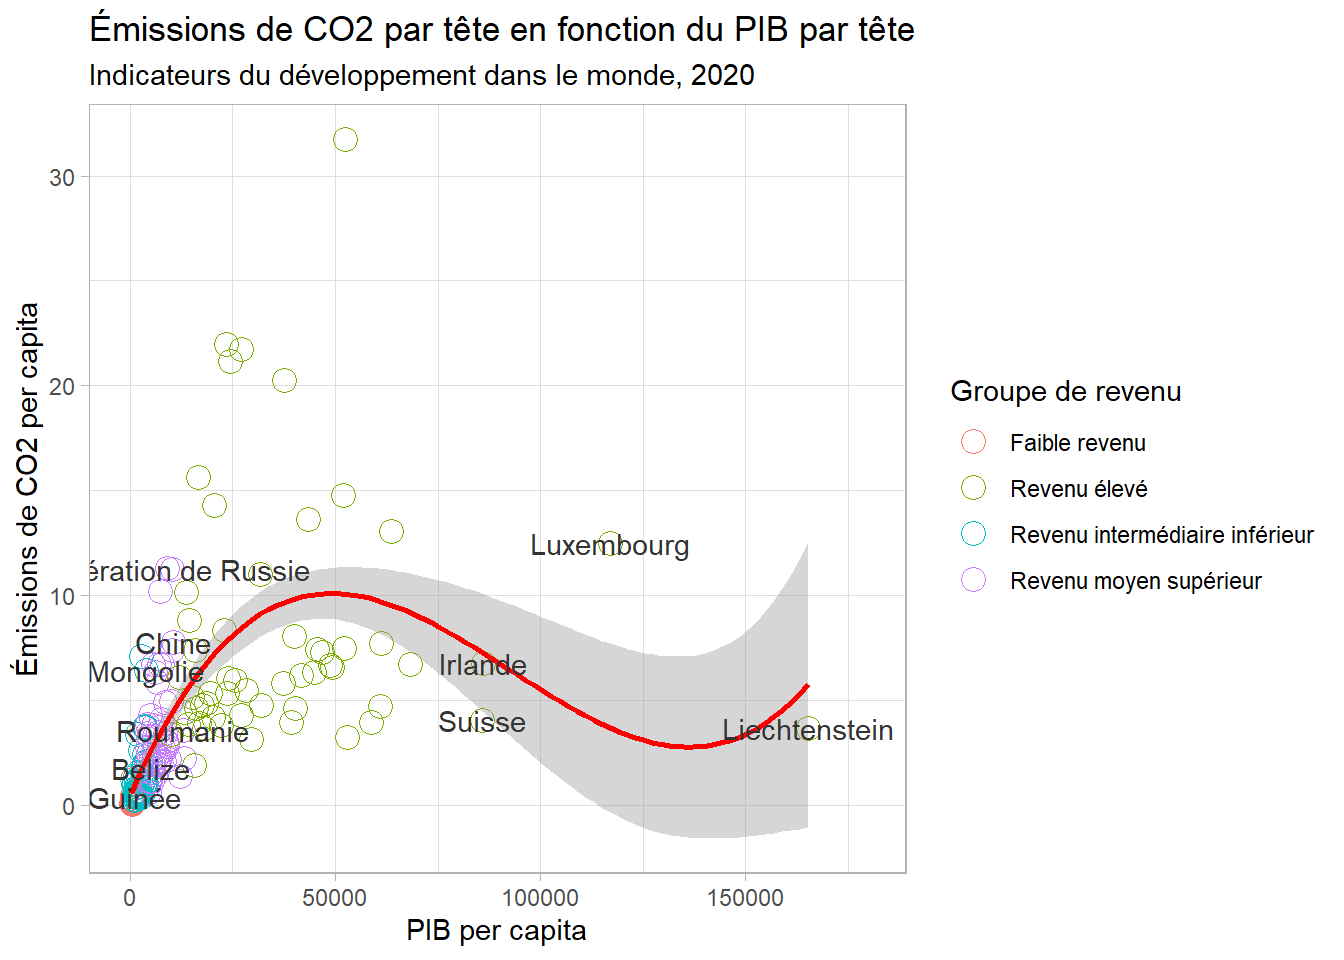 Émissions de CO2 par tête en fonction du PIB par tête
Indicateurs du développement dans le monde, 2020
Émissions de CO2 per capita
30
20
10
0
Luxembourg
ération de Russie
Chine
Mongolie
Irlande
Suisse
Roumanie
Liechtenstein
Belize
Guinée
0
50000
100000
150000
PIB per capita
Groupe de revenu
Faible revenu
Revenu élevé
Revenu intermédiaire inférieur
Revenu moyen supérieur